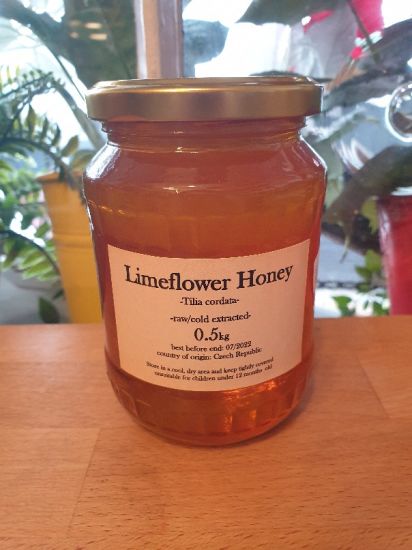 Limeflower Honey
-Tilia cordata-
-raw/cold extracted-
0.5kg
best before end: 07/2022
country of origin: Czech Republic
Store in a cool, dry area and keep tightly covered
unsuitable for children under 12 months old